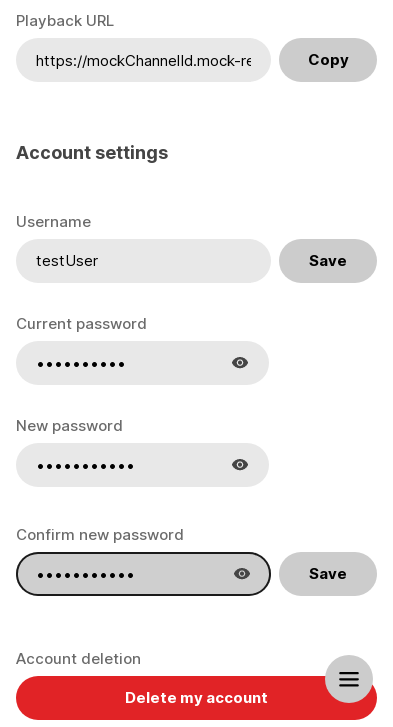 Playback URL
https://mockChannelId.mock-re
Copy
Account settings
Username
testUser
Save
Current password
••••••••••
New password
•••••••••••
Confirm new password
•••••••••••
Save
Account deletion
Delete my account